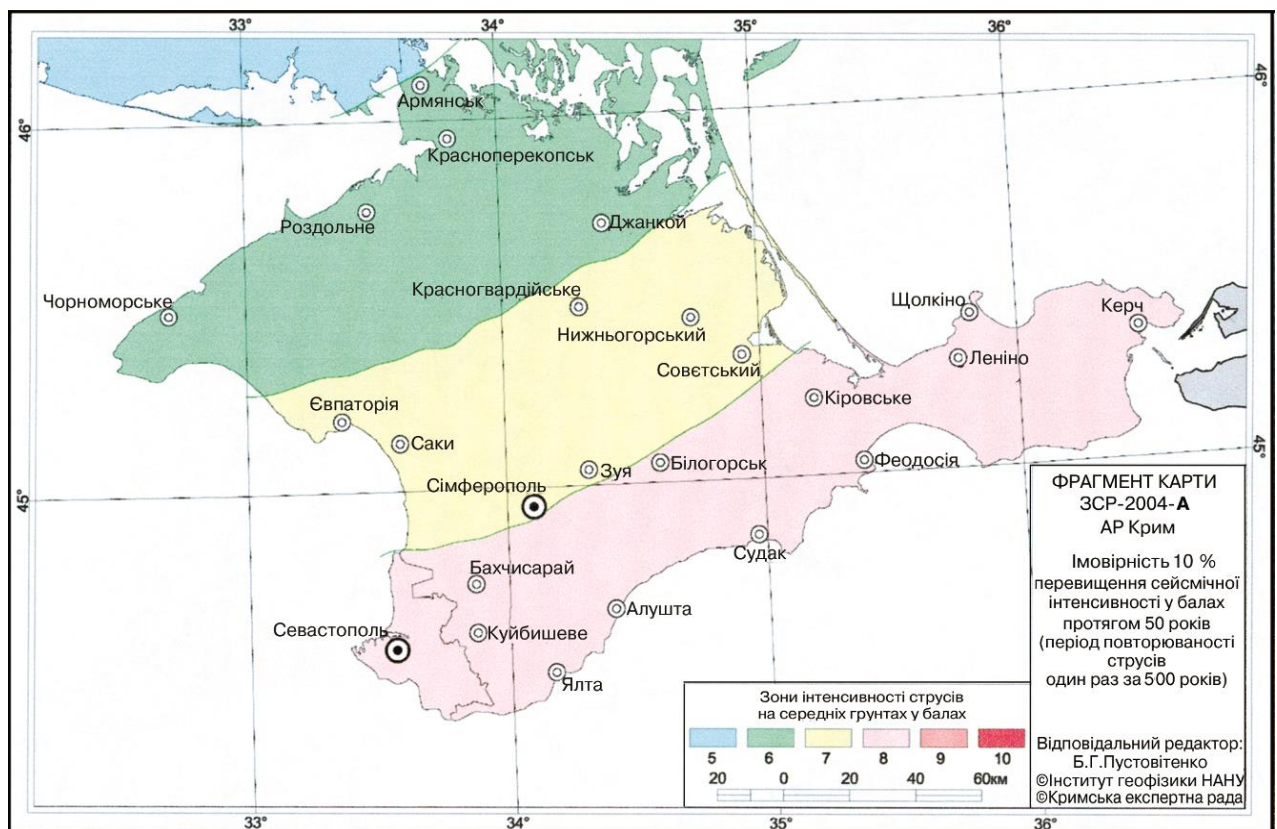 33°
34°
35°
36°
46°
Армянськ
46°
Красноперекопськ
Роздольне
Джанкой
Чорноморське
Красногвардійське
Нижньогорський
Щолкіно
Керч
Совєтський
Леніно
Кіровське
Євпаторія
Саки
Зуя
Білогорськ
Феодосія
45°
45°
Сімферополь
Судак
Бахчисарай
Алушта
Севастополь
Куйбишеве
Ялта
ФРАГМЕНТ КАРТИ
ЗСР-2004-А
АР Крим
Імовірність 10 %
перевищення сейсмічної
інтенсивності у балах
протягом 50 років
(період повторюваності
струсів
один раз за 500 років)
Відповідальний редактор:
Б.Г.Пустовітенко
©Інститут геофізики НАНУ
©Кримська експертна рада
Зони інтенсивності струсів
на середніх грунтах у балах
5 6 7 8 9 10
20 0 20 40 60км
33°
34°
35°
36°